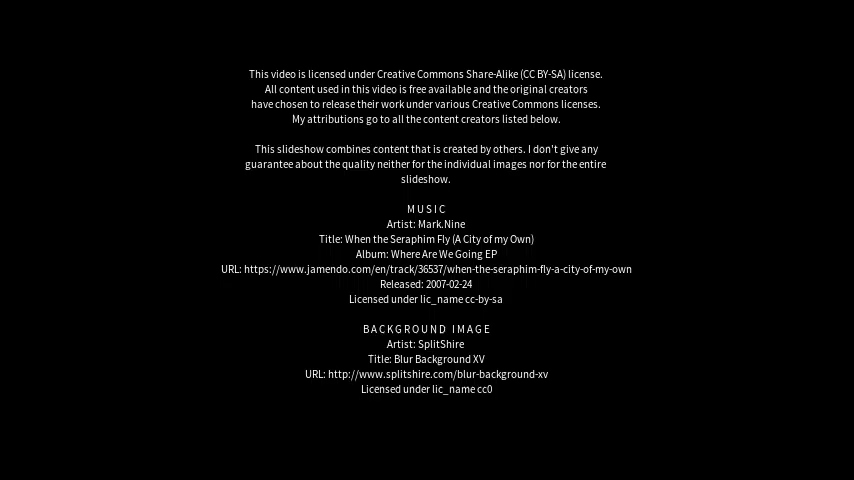 This video is licensed under Creative Commons Share-Alike (CC BY-SA) license.
All content used in this video is free available and the original creators
have chosen to release their work under various Creative Commons licenses.
My attributions go to all the content creators listed below.
This slideshow combines content that is created by others. I don't give any
guarantee about the quality neither for the individual images nor for the entire
slideshow.
MUSIC
Artist: Mark.Nine
Title: When the Seraphim Fly (A City of my Own)
Album: Where Are We Going EP
URL: https://www.jamendo.com/en/track/36537/when-the-seraphim-fly-a-city-of-my-own
Released: 2007-02-24
Licensed under lic_name cc-by-sa
BACKGROUND IMAGE
Artist: SplitShire
Title: Blur Background XV
URL: http://www.splitshire.com/blur-background-xv
Licensed under lic_name cc0